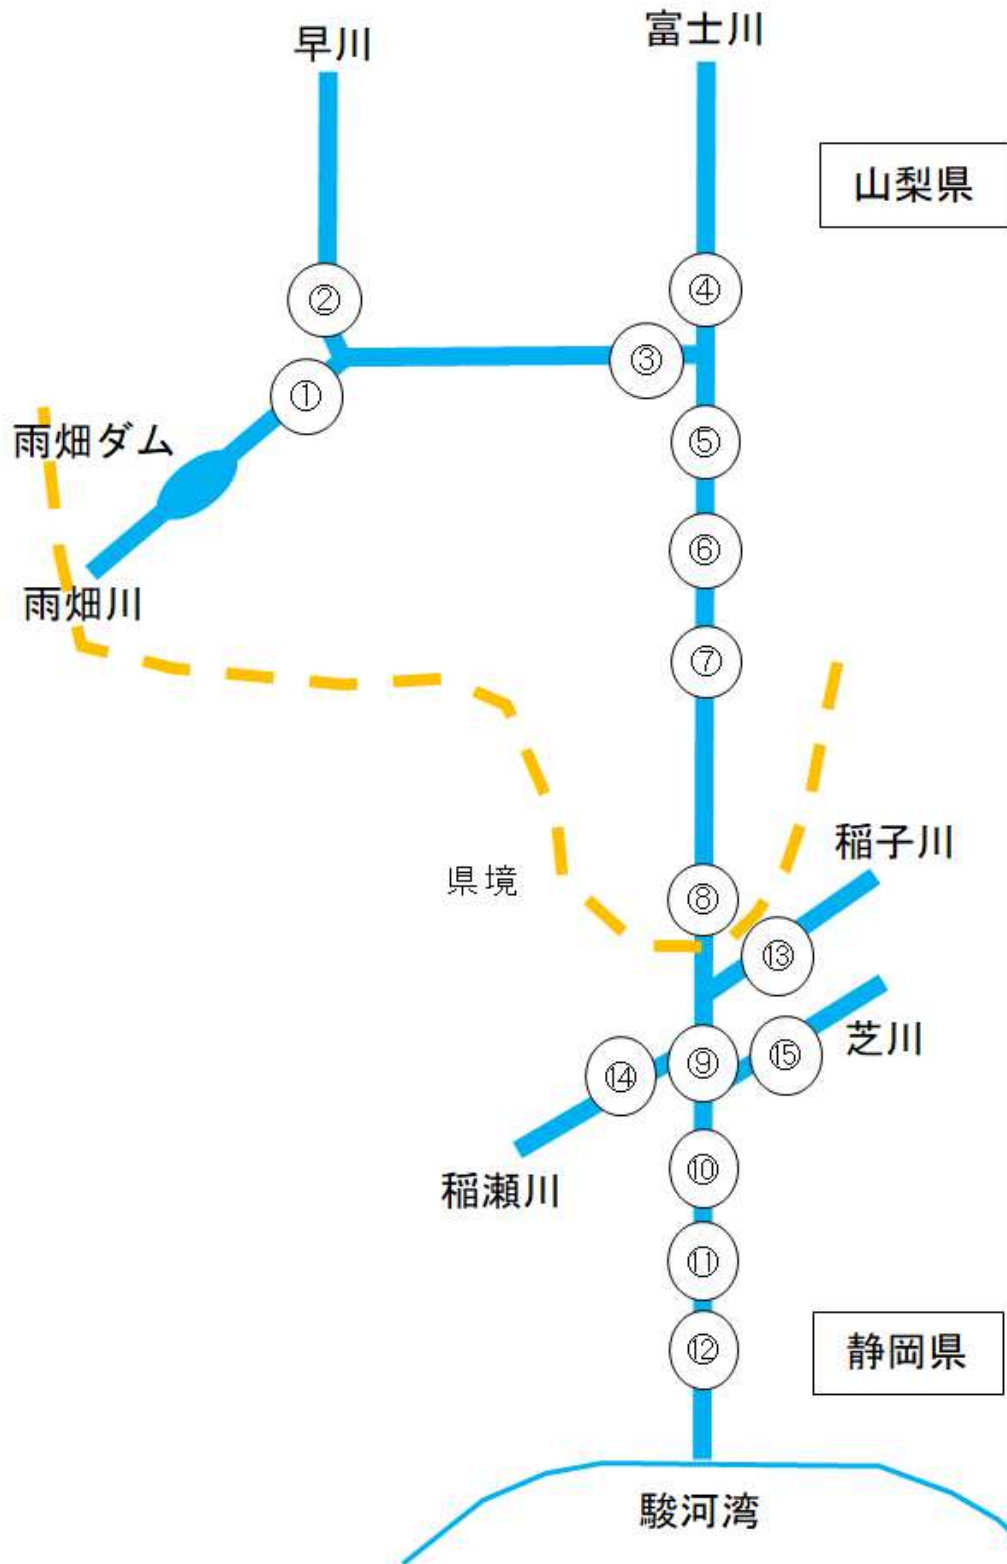 早川
富士川
山梨県
②
④
③
①
雨畑ダム
⑤
⑥
雨畑川
⑦
稲子川
県境
⑧
⑬
芝川
⑨
⑮
⑭
稲瀬川
⑩
⑪
⑫
静岡県
駿河湾